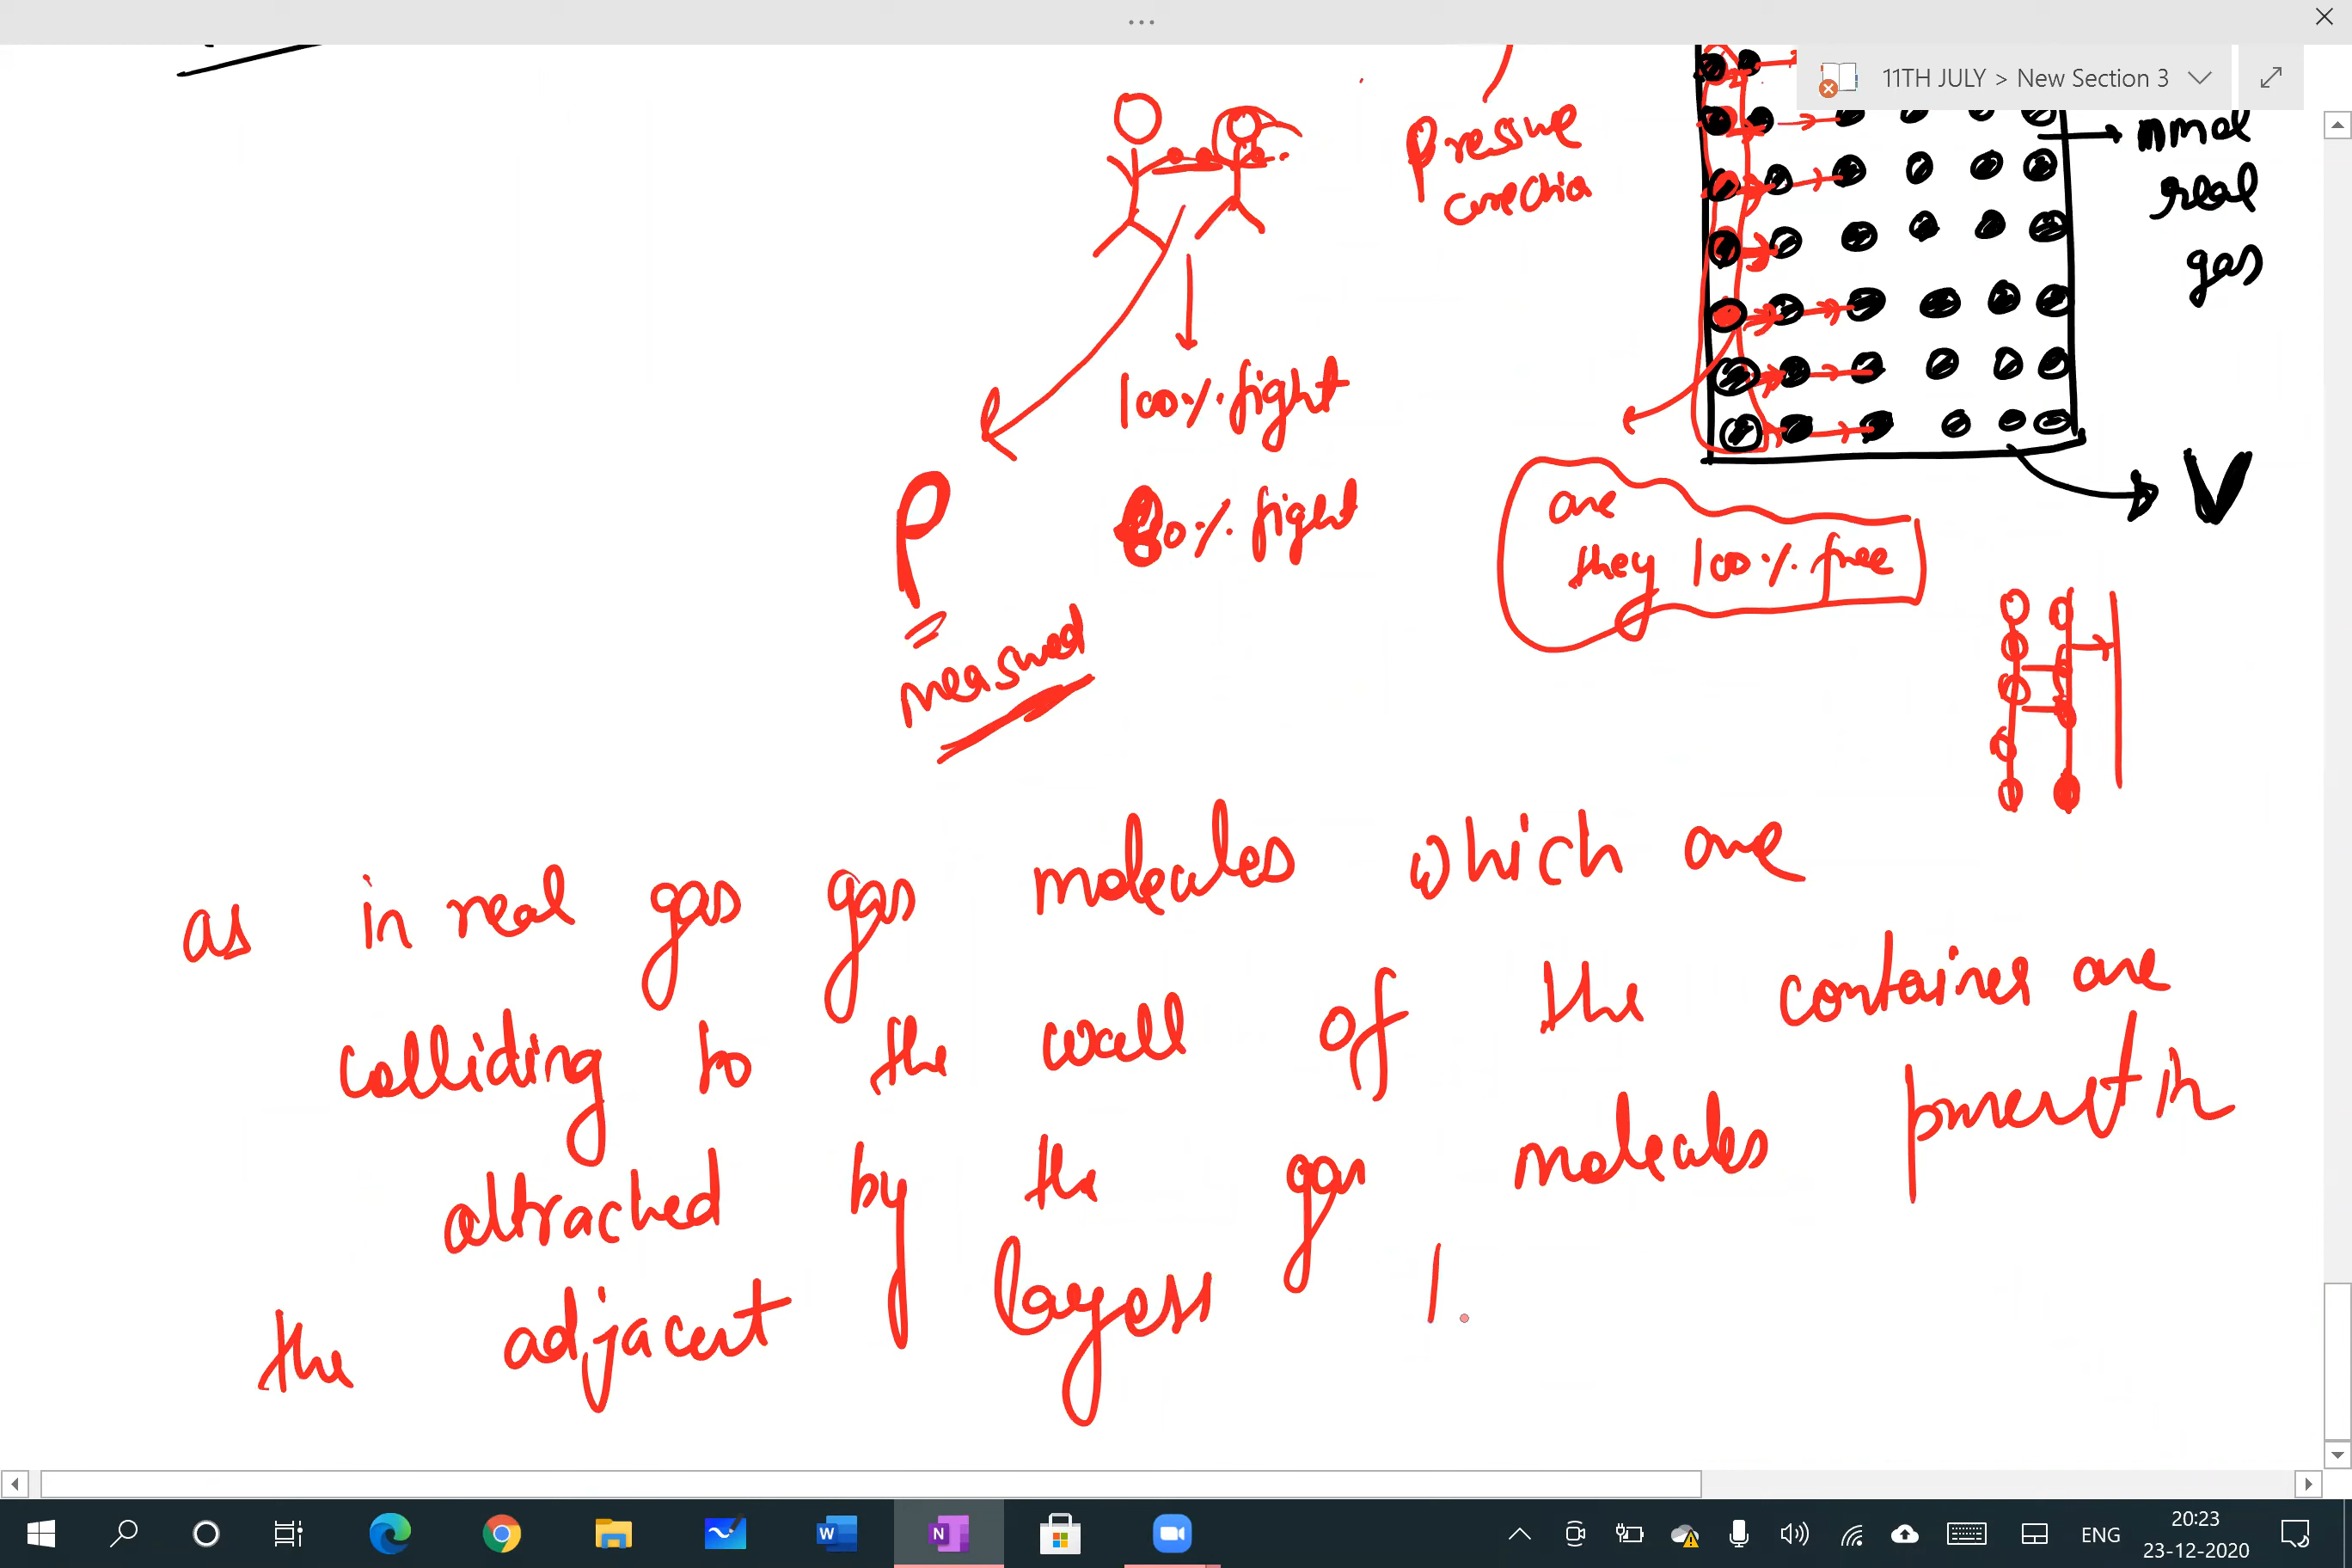 11TH JULY > New Section 3
Pressure
nmol
real
gas
100% fight
80% fight
P
measured
V
are
they 100% free
as in real gas gas molecules which are
colliding to the wall of the container are
attracted by the gas molecules present in
the adjacent layers
W
N
ENG
20:23
23-12-2020